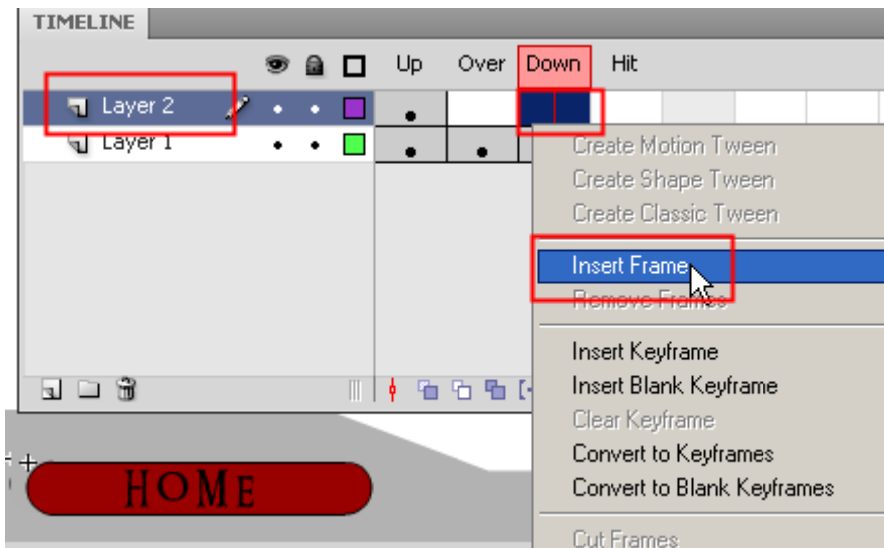 TIMELINE
Up Over Down Hit
Layer 2
Layer 1
Create Motion Tween
Create Shape Tween
Create Classic Tween
Insert Frame
Remove Frames
Insert Keyframe
Insert Blank Keyframe
Clear Keyframe
Convert to Keyframes
Convert to Blank Keyframes
HOME
Cut Frames